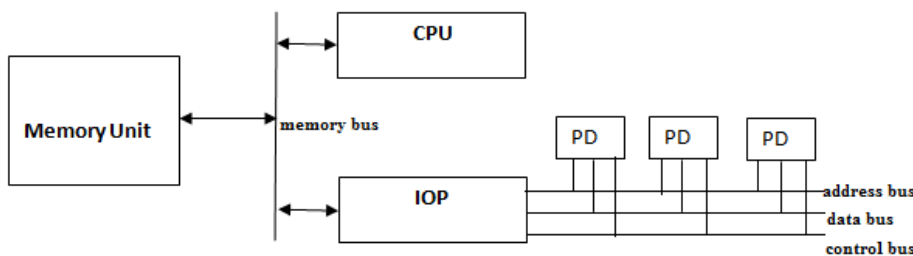 CPU
Memory Unit
memory bus
PD PD PD
IOP
address bus
data bus
control bus